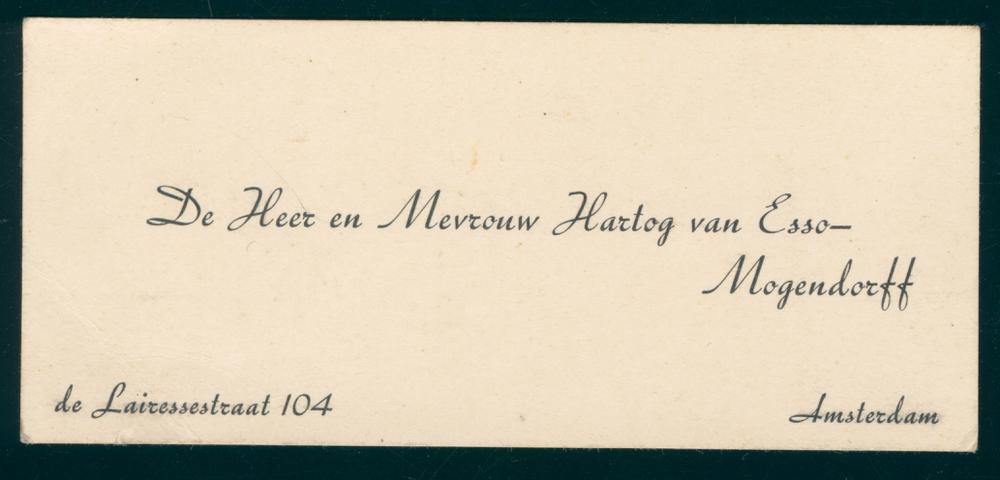 De Heer en Mevrouw Hartog van Esso–
Mogendorff
de Lairessestraat 104
Amsterdam